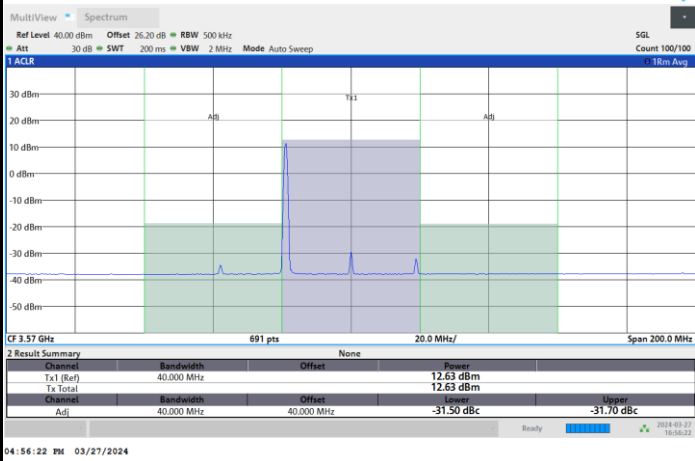 MultiView Spectrum
Ref Level 40.00 dBm Offset 26.20 dB RBW 500 kHz SGL
Att 30 dB SWT 200 ms VBW 2 MHz Mode Auto Sweep Count 100/100
1 ACLR 1Rm Avg
30 dBm
Tx1
20 dBm
Adj Adj
10 dBm
0 dBm
-10 dBm
-20 dBm
-30 dBm
-40 dBm
-50 dBm
CF 3.57 GHz 691 pts 20.0 MHz/ Span 200.0 MHz
2 Result Summary None
Channel Bandwidth Offset Power
Tx1 (Ref) 40.000 MHz 12.63 dBm
Tx Total 12.63 dBm
Channel Bandwidth Offset Lower Upper
Adj 40.000 MHz 40.000 MHz -31.50 dBc -31.70 dBc
Ready 2024-03-27
16:56:22
04:56:22 PM 03/27/2024